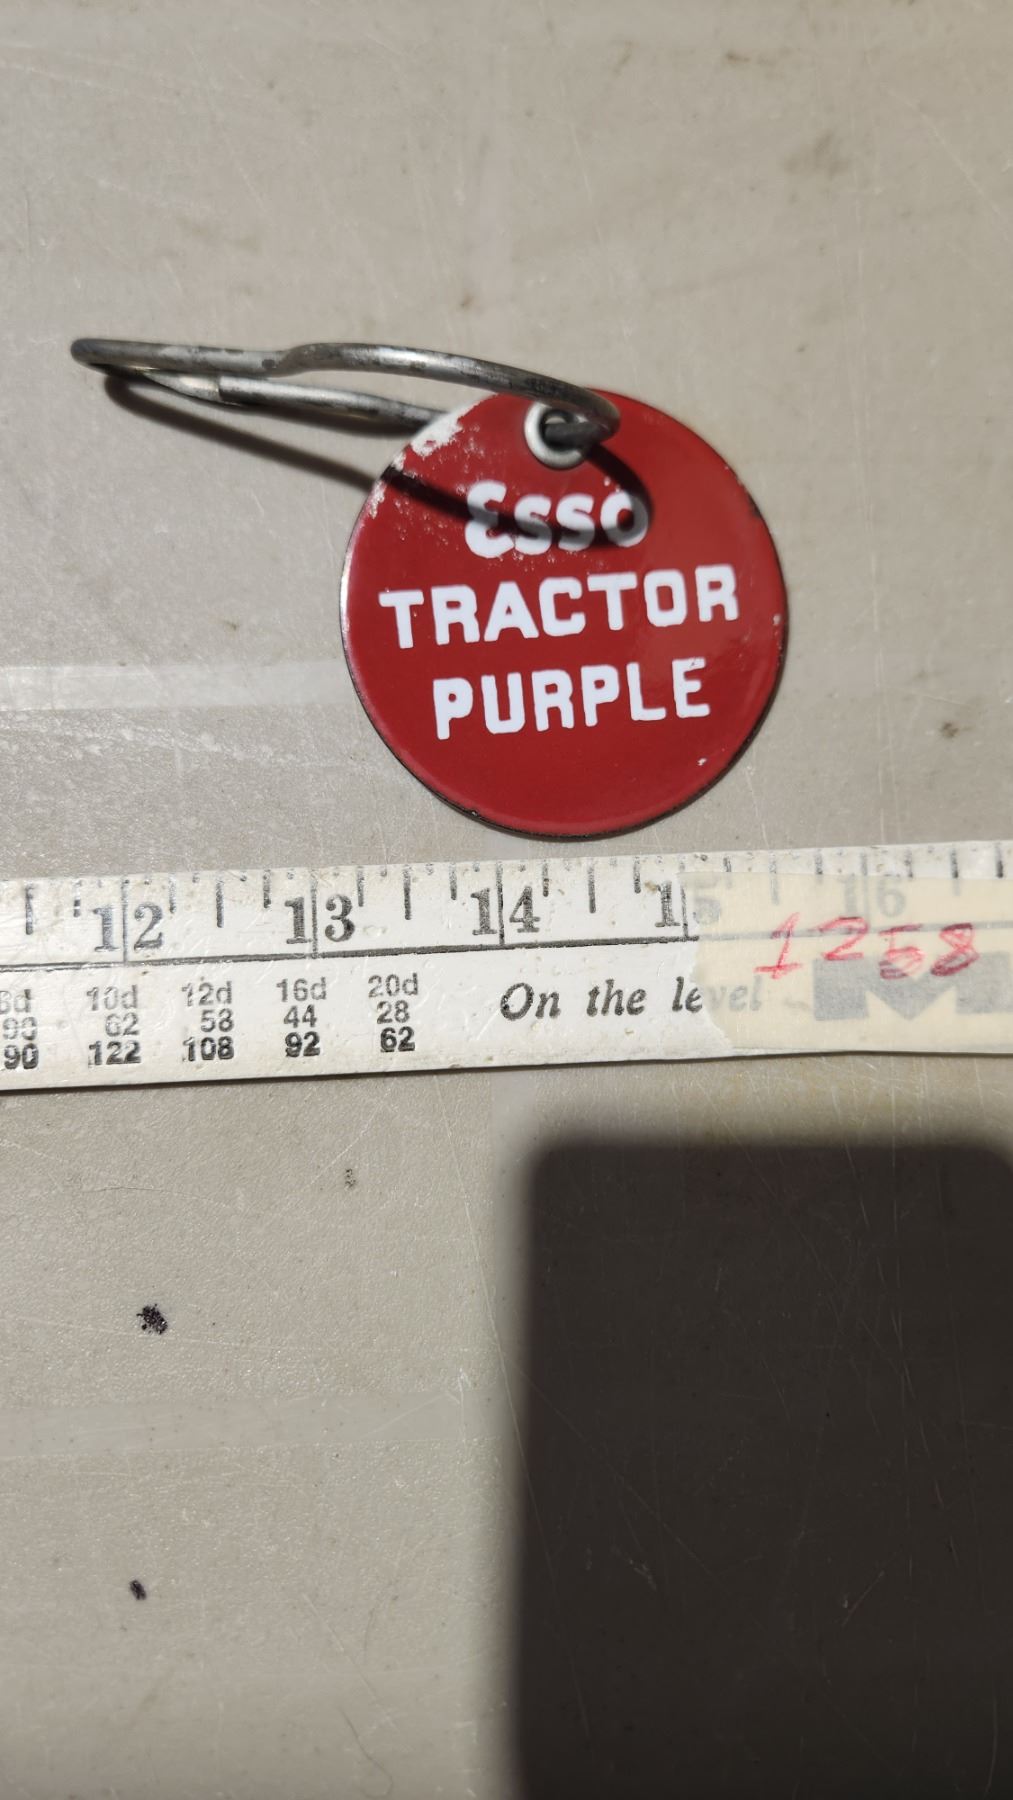 Esso
TRACTOR
PURPLE
12 13 14 15 16
1258
10d 12d 16d 20d
62 58 44 28
90 122 108 92 62
On the level